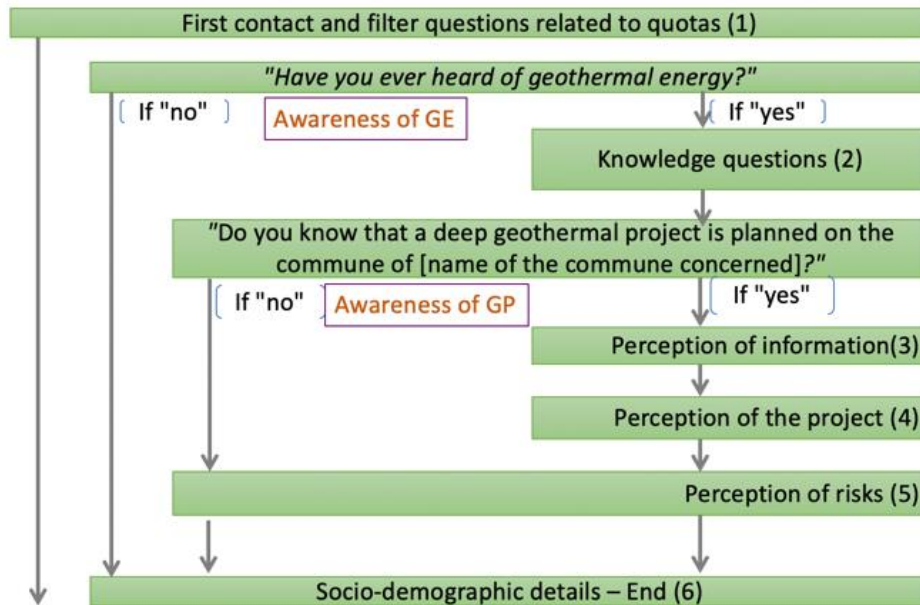 First contact and filter questions related to quotas (1)
"Have you ever heard of geothermal energy?"
If "no"
Awareness of GE
If "yes"
Knowledge questions (2)
"Do you know that a deep geothermal project is planned on the
commune of [name of the commune concerned]?"
If "no"
Awareness of GP
If "yes"
Perception of information(3)
Perception of the project (4)
Perception of risks (5)
Socio-demographic details – End (6)